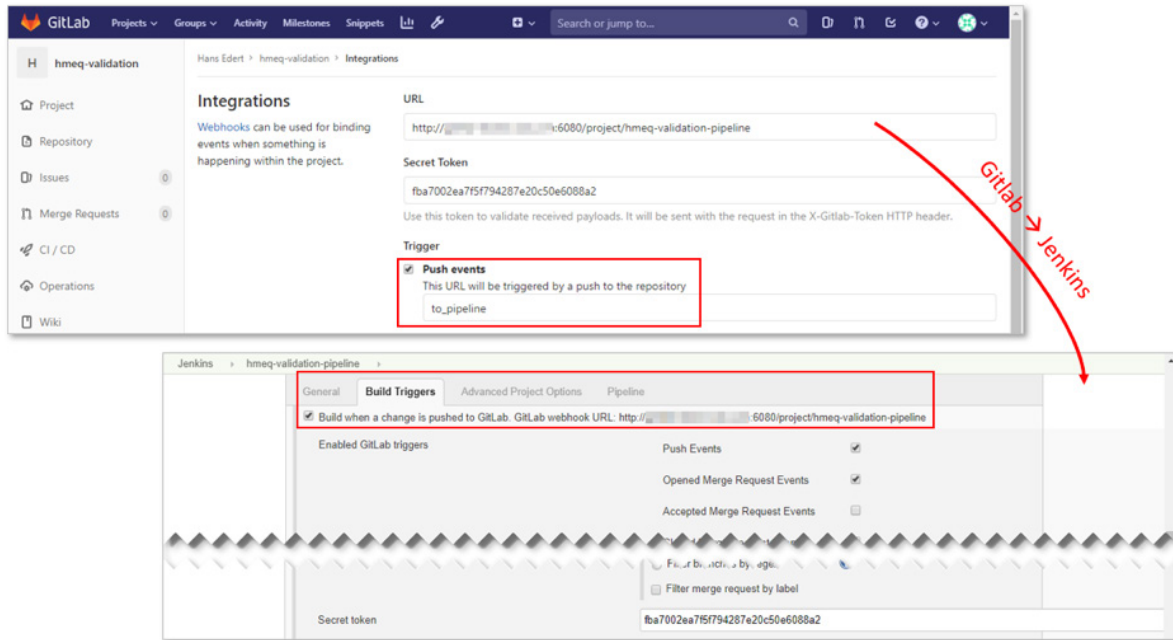 GitLab Projects Groups Activity Milestones Snippets Search or jump to...
H hmeq-validation
Hans Edert > hmeq-validation > Integrations
Project
Repository
Issues 0
Merge Requests 0
CI / CD
Operations
Wiki
Integrations
Webhooks can be used for binding
events when something is
happening within the project.
URL
http:// :6080/project/hmeq-validation-pipeline
Secret Token
fba7002ea7f5f794287e20c50e6088a2
Use this token to validate received payloads. It will be sent with the request in the X-Gitlab-Token HTTP header.
Trigger
Push events
This URL will be triggered by a push to the repository
to_pipeline
Gitlab → Jenkins
Jenkins > hmeq-validation-pipeline >
General Build Triggers Advanced Project Options Pipeline
Build when a change is pushed to GitLab. GitLab webhook URL: http:// :6080/project/hmeq-validation-pipeline
Enabled GitLab triggers
Push Events
Opened Merge Request Events
Accepted Merge Request Events
Filter merge request by label
Secret token fba7002ea7f5f794287e20c50e6088a2